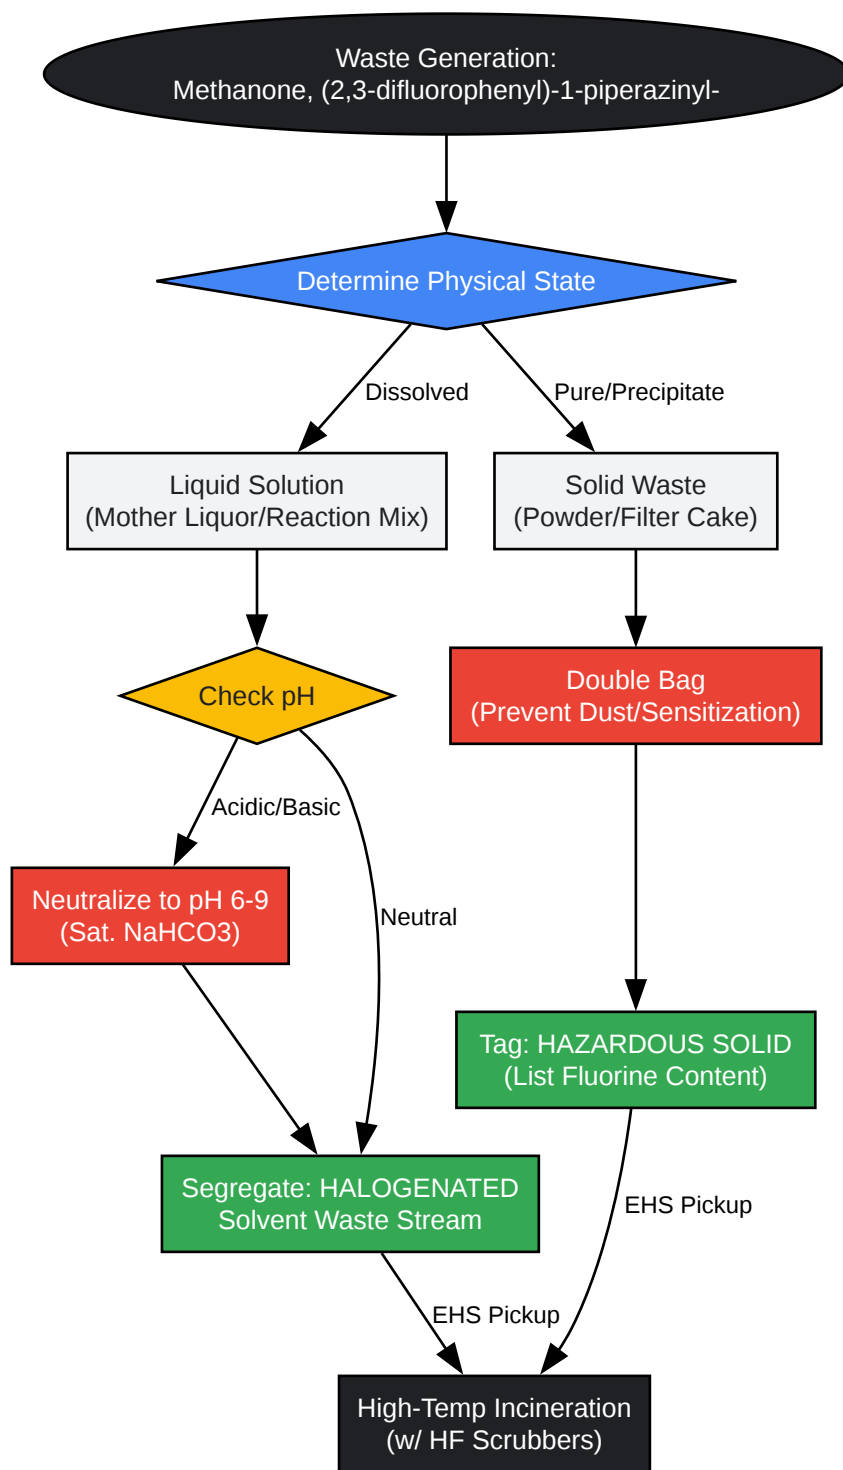 Waste Generation:
Methanone, (2,3-difluorophenyl)-1-piperazinyl-
Determine Physical State
Dissolved
Pure/Precipitate
Liquid Solution
(Mother Liquor/Reaction Mix)
Solid Waste
(Powder/Filter Cake)
Check pH
Double Bag
(Prevent Dust/Sensitization)
Acidic/Basic
Neutralize to pH 6-9
(Sat. NaHCO3)
Neutral
Tag: HAZARDOUS SOLID
(List Fluorine Content)
Segregate: HALOGENATED
Solvent Waste Stream
EHS Pickup
EHS Pickup
High-Temp Incineration
(w/ HF Scrubbers)